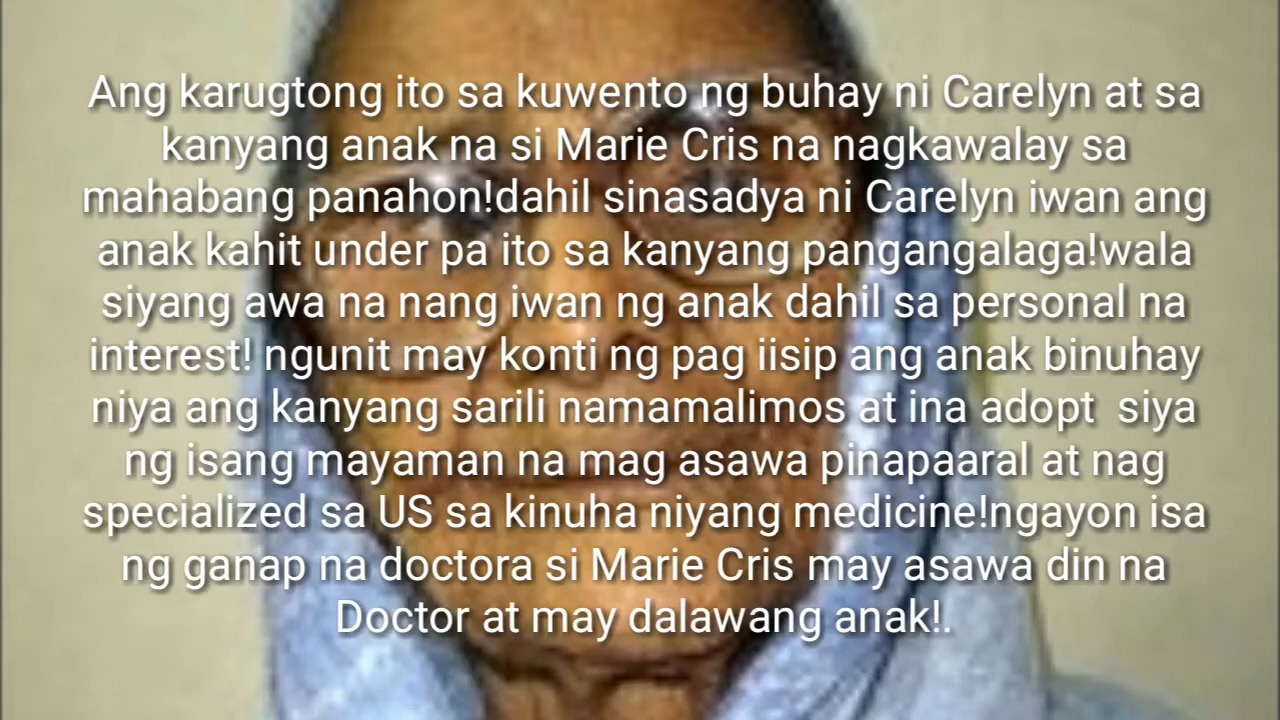 Ang karugtong ito sa kuwento ng buhay ni Carelyn at sa
kanyang anak na si Marie Cris na nagkawalay sa
mahabang panahon!dahil sinasadya ni Carelyn iwan ang
anak kahit under pa ito sa kanyang pangangalaga!wala
siyang awa na nang iwan ng anak dahil sa personal na
interest! ngunit may konti ng pag iisip ang anak binuhay
niya ang kanyang sarili namamalimos at ina adopt  siya
ng isang mayaman na mag asawa pinapaaral at nag
specialized sa US sa kinuha niyang medicine!ngayon isa
ng ganap na doctora si Marie Cris may asawa din na
Doctor at may dalawang anak!.